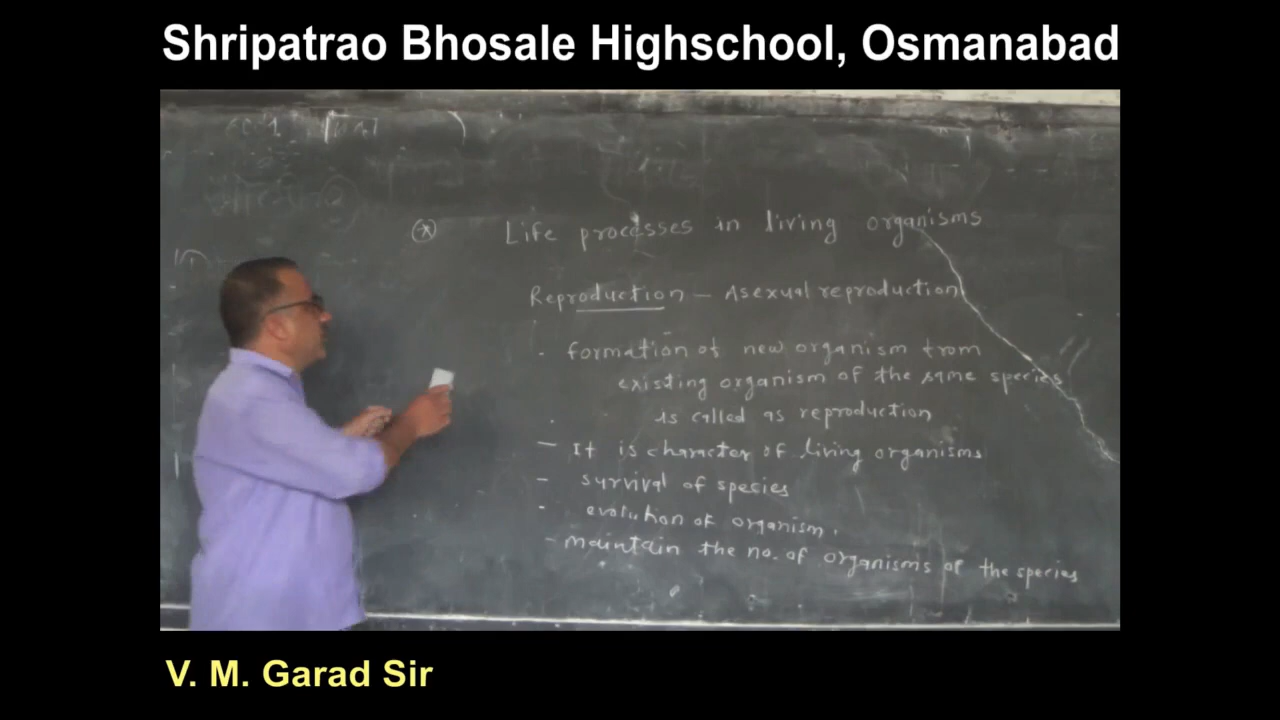 Shripatrao Bhosale Highschool, Osmanabad
Life processes in living organisms
Reproduction – Asexual reproduction
· formation of new organism from
existing organism of the same species
is called as reproduction
– It is character of living organisms
– survival of species
- evolution of organism.
- maintain the no. of organisms of the species
V. M. Garad Sir